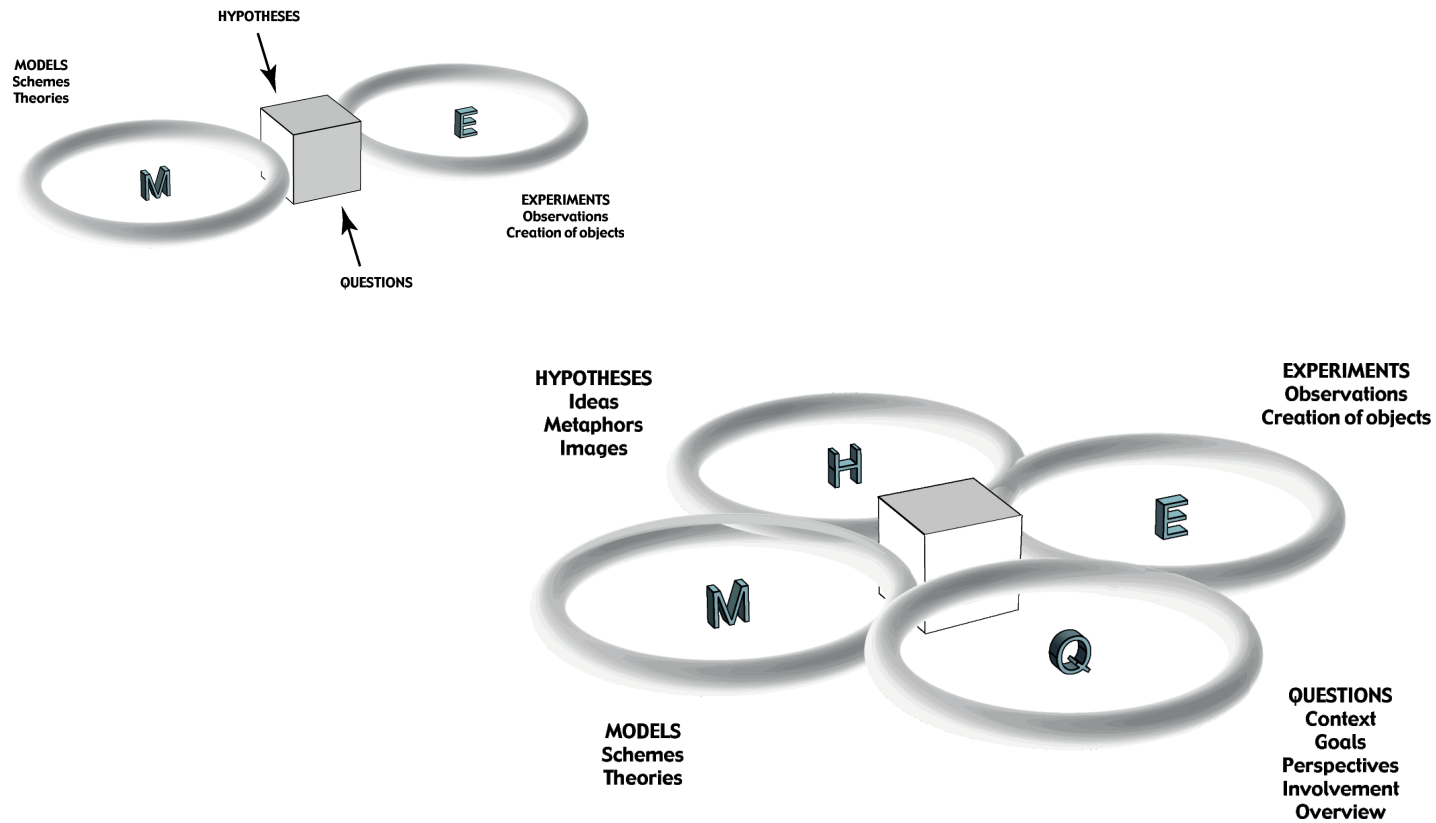 HYPOTHESES
MODELS
Schemes
Theories
E
M
EXPERIMENTS
Observations
Creation of objects
QUESTIONS
HYPOTHESES
Ideas
Metaphors
Images
EXPERIMENTS
Observations
Creation of objects
H
E
M
Q
MODELS
Schemes
Theories
QUESTIONS
Context
Goals
Perspectives
Involvement
Overview